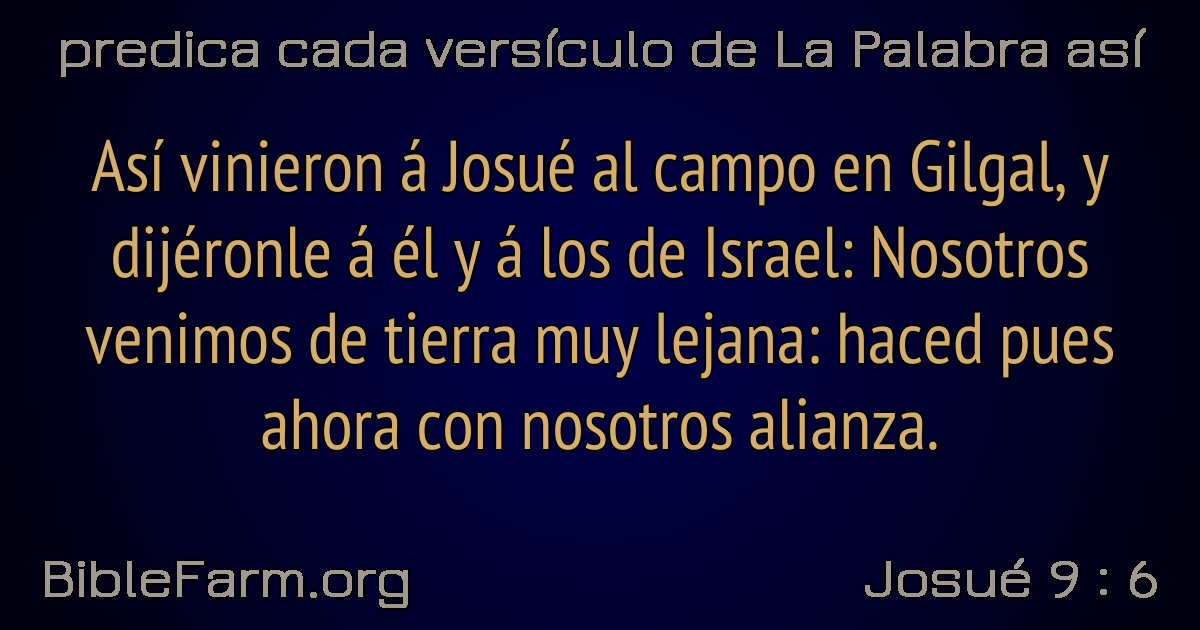 predica cada versículo de La Palabra así
Así vinieron á Josué al campo en Gilgal, y
dijéronle á él y á los de Israel: Nosotros
venimos de tierra muy lejana: haced pues
ahora con nosotros alianza.
BibleFarm.org
Josué 9 : 6